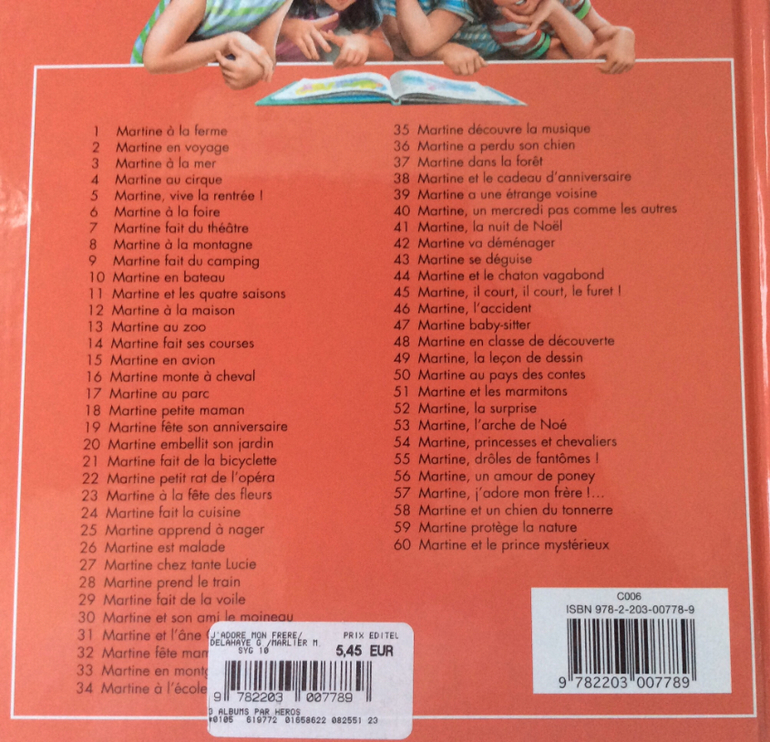 1 Martine à la ferme
2 Martine en voyage
3 Martine à la mer
4 Martine au cirque
5 Martine, vive la rentrée !
6 Martine à la foire
7 Martine fait du théâtre
8 Martine à la montagne
9 Martine fait du camping
10 Martine en bateau
11 Martine et les quatre saisons
12 Martine à la maison
13 Martine au zoo
14 Martine fait ses courses
15 Martine en avion
16 Martine monte à cheval
17 Martine au parc
18 Martine petite maman
19 Martine fête son anniversaire
20 Martine embellit son jardin
21 Martine fait de la bicyclette
22 Martine petit rat de l'opéra
23 Martine à la fête des fleurs
24 Martine fait la cuisine
25 Martine apprend à nager
26 Martine est malade
27 Martine chez tante Lucie
28 Martine prend le train
29 Martine fait de la voile
30 Martine et son ami le moineau
31 Martine et l'âne
32 Martine fête
33 Martine en
34 Martine à l'école
35 Martine découvre la musique
36 Martine a perdu son chien
37 Martine dans la forêt
38 Martine et le cadeau d'anniversaire
39 Martine a une étrange voisine
40 Martine, un mercredi pas comme les autres
41 Martine, la nuit de Noël
42 Martine va déménager
43 Martine se déguise
44 Martine et le chaton vagabond
45 Martine, il court, il court, le furet !
46 Martine, l'accident
47 Martine baby-sitter
48 Martine en classe de découverte
49 Martine, la leçon de dessin
50 Martine au pays des contes
51 Martine et les marmitons
52 Martine, la surprise
53 Martine, l'arche de Noé
54 Martine, princesses et chevaliers
55 Martine, drôles de fantômes !
56 Martine, un amour de poney
57 Martine, j'adore mon frère !...
58 Martine et un chien du tonnerre
59 Martine protège la nature
60 Martine et le prince mystérieux
J'ADORE MON FRERE/ PRIX EDITEL
DELAHAYE G /MARLIER M
SYG 10 5,45 EUR
9 782203 007789
ALBUMS PAR HEROS
0105 619772 01658622 082551 23
C006
ISBN 978-2-203-00778-9
9 782203 007789